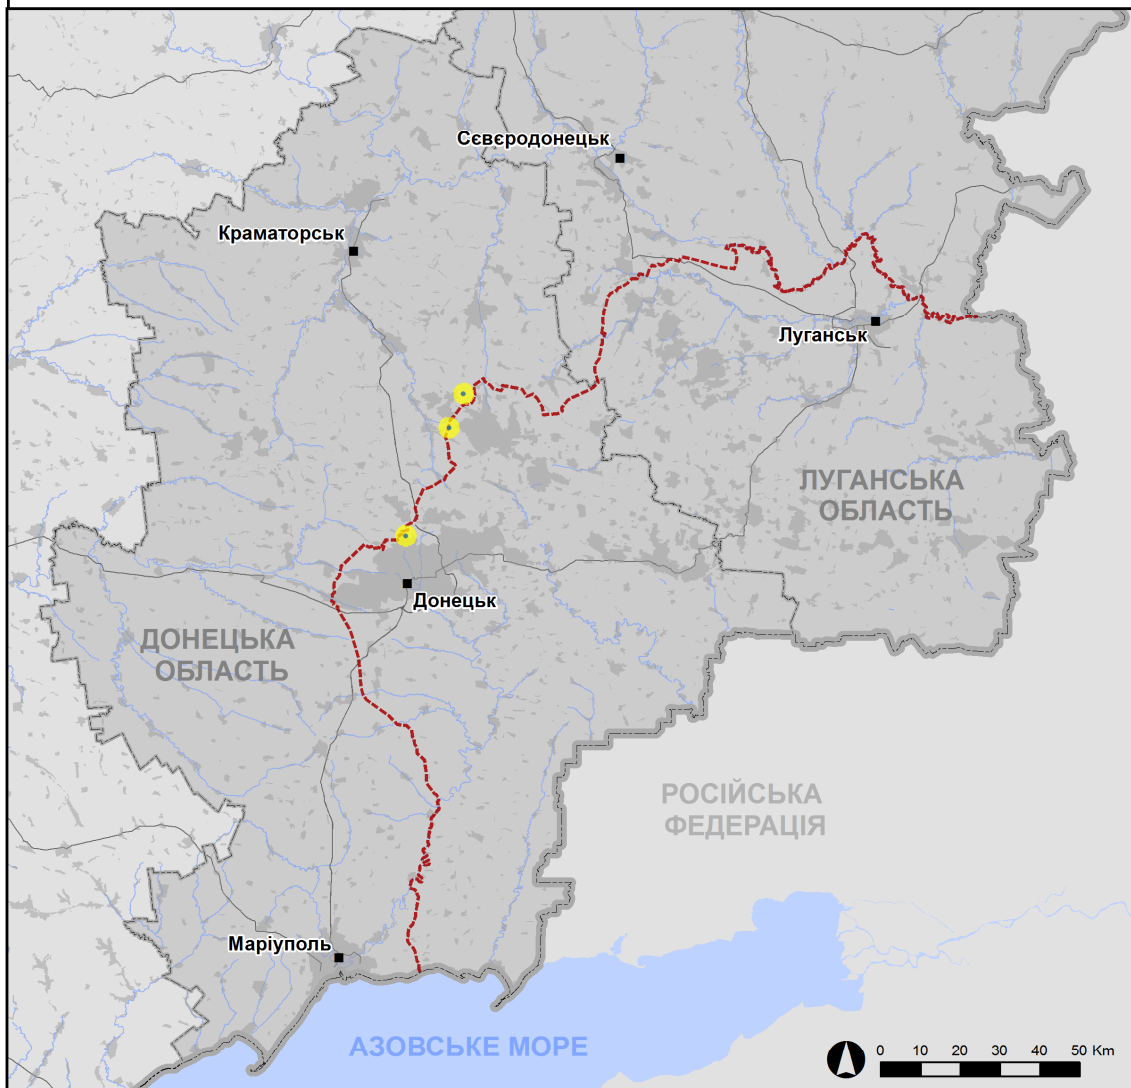 Сєвєродонецьк
Краматорськ
Луганськ
ЛУГАНСЬКА
ОБЛАСТЬ
Донецьк
ДОНЕЦЬКА
ОБЛАСТЬ
РОСІЙСЬКА
ФЕДЕРАЦІЯ
Маріуполь
АЗОВСЬКЕ МОРЕ
0 10 20 30 40 50 Km